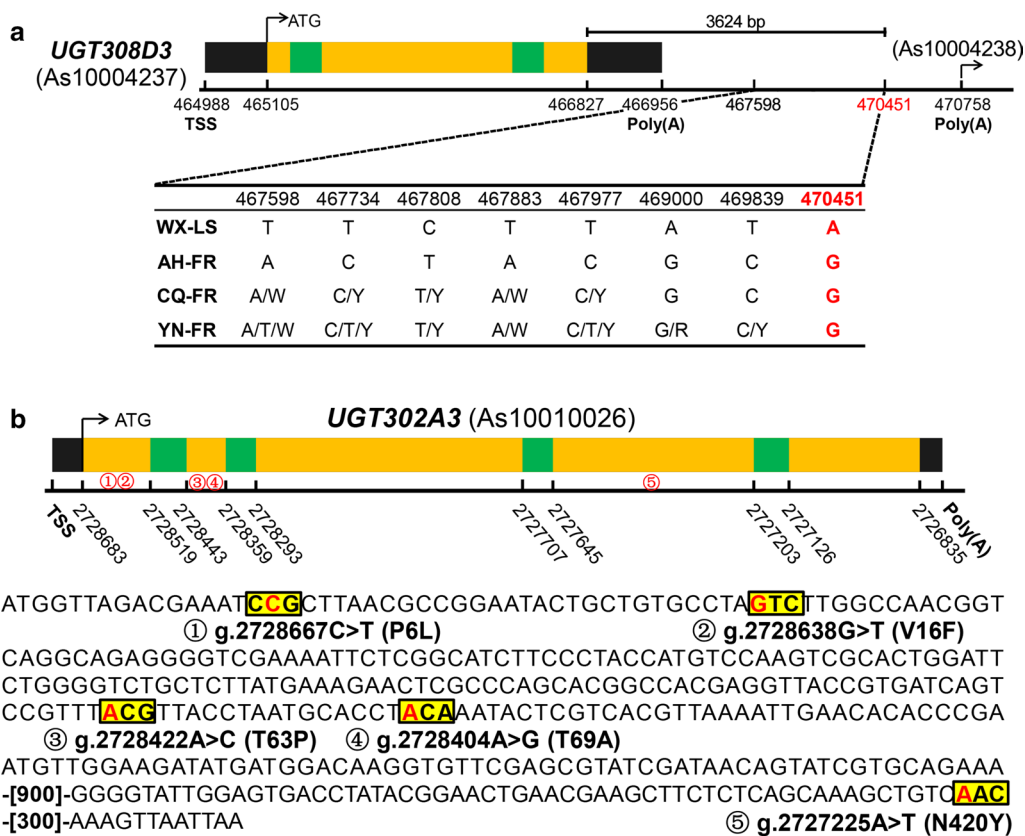 a
UGT308D3
(As10004237)
ATG
3624 bp
(As10004238)
464988 465105 466827 466956 467598 470451 470758
TSS Poly(A) Poly(A)
467598 467734 467808 467883 467977 469000 469839 470451
WX-LS T T C T T A T A
AH-FR A C T A C G C G
CQ-FR A/W C/Y T/Y A/W C/Y G C G
YN-FR A/T/W C/T/Y T/Y A/W C/T/Y G/R C/Y G
b
UGT302A3 (As10010026)
ATG
①② ③④ ⑤
TSS 2728683 2728519 2728443 2728359 2728293 2727707 2727645 2727203 2727126 2726835 Poly(A)
ATGGTTAGACGAAATCCGCTTAACGCCGGAATACTGCTGTGCCTAGTCTTGGCCAACGGT
① g.2728667C>T (P6L) ② g.2728638G>T (V16F)
CAGGCAGAGGGGTCGAAAATTCTCGGCATCTTCCCTACCATGTCCAAGTCGCACTGGATT
CTGGGGTCTGCTCTTATGAAAGAACTCGCCCAGCACGGCCACGAGGTTACCGTGATCAGT
CCGTTTACGTTACCTAATGCACCTACAAATACTCGTCACGTTAAAATTGAACACACCCGA
③ g.2728422A>C (T63P) ④ g.2728404A>G (T69A)
ATGTTGGAAGATATGATGGACAAGGTGTTCGAGCGTATCGATAACAGTATCGTGCAGAAA
-[900]-GGGGTATTGGAGTGACCTATACGGAACTGAACGAAGCTTCTCTCAGCAAAGCTGTCAAC
-[300]-AAAGTTAATTAA
⑤ g.2727225A>T (N420Y)